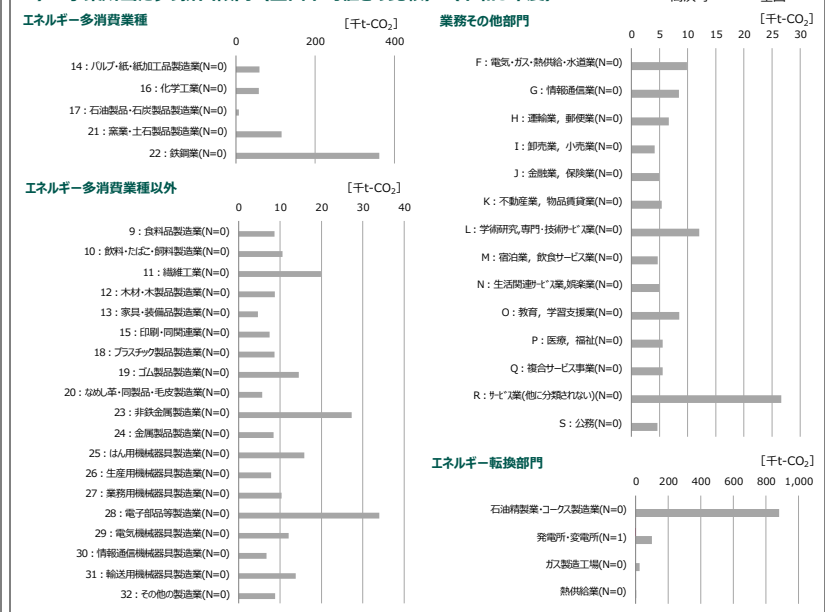 エネルギー多消費業種
[千t-CO₂]
0 200 400
14：パルプ・紙・紙加工品製造業(N=0)
16：化学工業(N=0)
17：石油製品・石炭製品製造業(N=0)
21：窯業・土石製品製造業(N=0)
22：鉄鋼業(N=0)
エネルギー多消費業種以外
[千t-CO₂]
0 10 20 30 40
9：食料品製造業(N=0)
10：飲料・たばこ・飼料製造業(N=0)
11：繊維工業(N=0)
12：木材・木製品製造業(N=0)
13：家具・装備品製造業(N=0)
15：印刷・同関連業(N=0)
18：プラスチック製品製造業(N=0)
19：ゴム製品製造業(N=0)
20：なめし革・同製品・毛皮製造業(N=0)
23：非鉄金属製造業(N=0)
24：金属製品製造業(N=0)
25：はん用機械器具製造業(N=0)
26：生産用機械器具製造業(N=0)
27：業務用機械器具製造業(N=0)
28：電子部品等製造業(N=0)
29：電気機械器具製造業(N=0)
30：情報通信機械器具製造業(N=0)
31：輸送用機械器具製造業(N=0)
32：その他の製造業(N=0)
業務その他部門
[千t-CO₂]
0 5 10 15 20 25 30
F：電気・ガス・熱供給・水道業(N=0)
G：情報通信業(N=0)
H：運輸業，郵便業(N=0)
I：卸売業，小売業(N=0)
J：金融業，保険業(N=0)
K：不動産業，物品賃貸業(N=0)
L：学術研究,専門・技術サービス業(N=0)
M：宿泊業，飲食サービス業(N=0)
N：生活関連サービス業,娯楽業(N=0)
O：教育，学習支援業(N=0)
P：医療，福祉(N=0)
Q：複合サービス事業(N=0)
R：サービス業(他に分類されない)(N=0)
S：公務(N=0)
エネルギー転換部門
[千t-CO₂]
0 200 400 600 800 1,000
石油精製業・コークス製造業(N=0)
発電所・変電所(N=1)
ガス製造工場(N=0)
熱供給業(N=0)